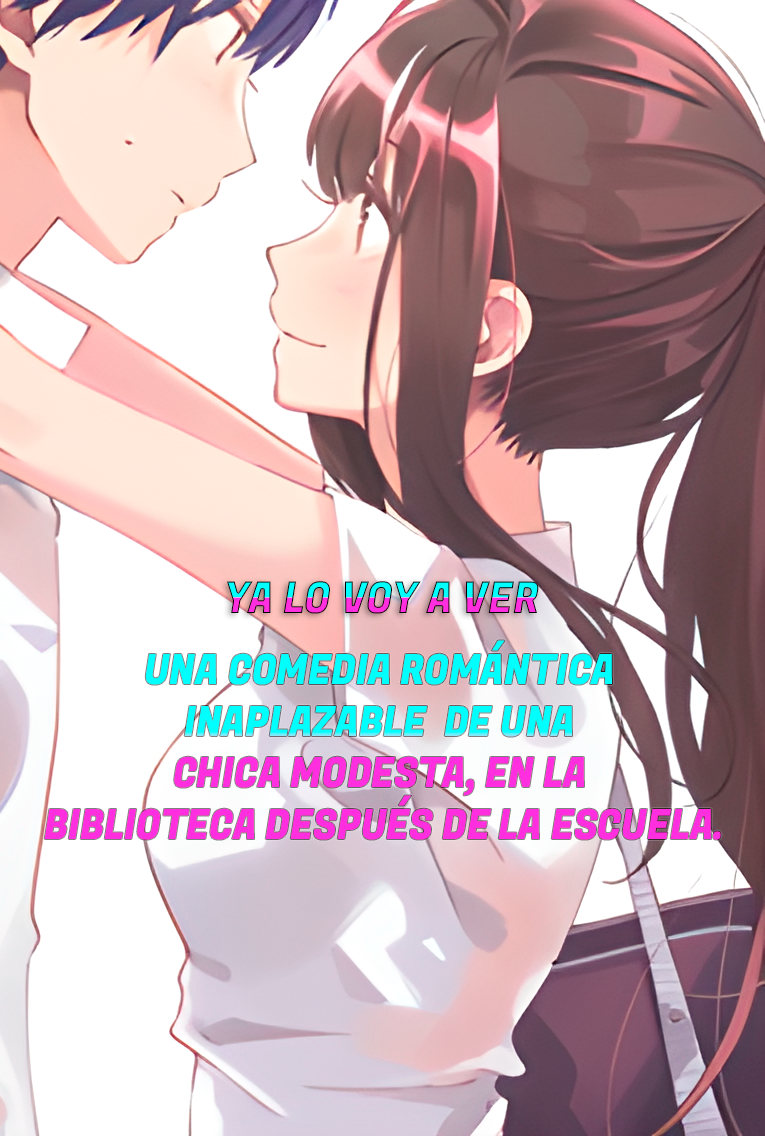 YA LO VOY A VER
UNA COMEDIA ROMÁNTICA
INAPLAZABLE DE UNA
CHICA MODESTA, EN LA
BIBLIOTECA DESPUÉS DE LA ESCUELA.